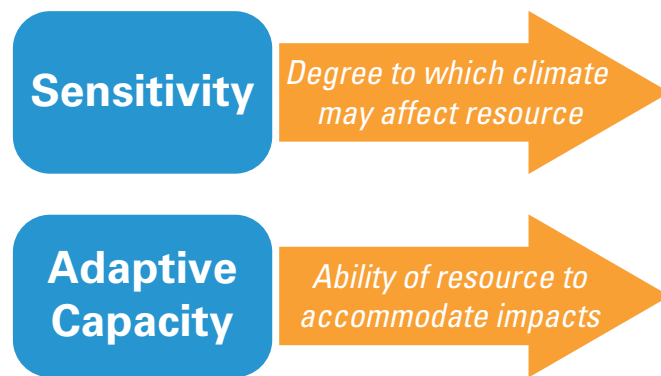 Sensitivity
Degree to which climate
may affect resource
Adaptive
Capacity
Ability of resource to
accommodate impacts